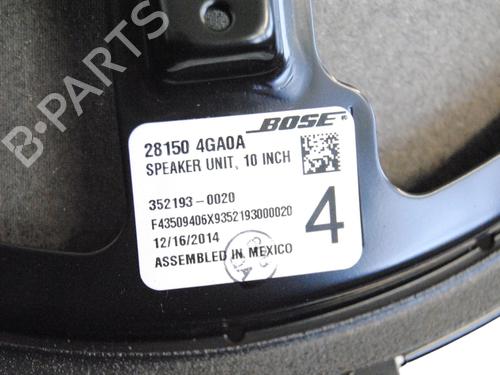 B-PARTS
BOSE®
28150 4GA0A
SPEAKER UNIT, 10 INCH
352193-0020
F43509406X9352193000020
12/16/2014
ASSEMBLED IN MEXICO
4